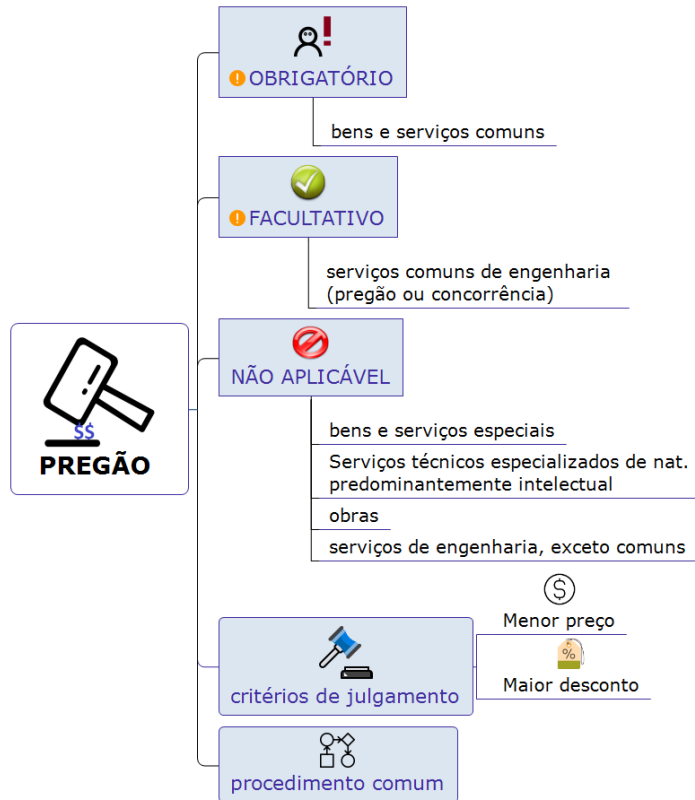 OBRIGATÓRIO
bens e serviços comuns
FACULTATIVO
serviços comuns de engenharia
(pregão ou concorrência)
NÃO APLICÁVEL
bens e serviços especiais
Serviços técnicos especializados de nat.
predominantemente intelectual
obras
serviços de engenharia, exceto comuns
$$
PREGÃO
$
Menor preço
%
Maior desconto
critérios de julgamento
procedimento comum